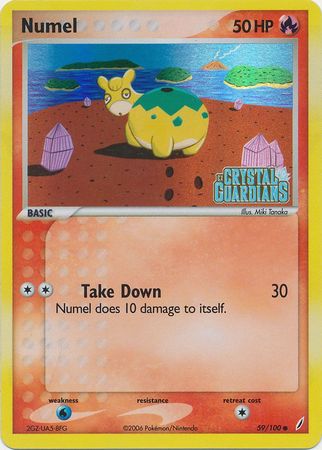 Numel
50 HP
EX CRYSTAL
GUARDIANS
Illus. Miki Tanaka
BASIC
Take Down 30
Numel does 10 damage to itself.
weakness resistance retreat cost
2GZ-UA5-8FG ©2006 Pokémon/Nintendo 59/100